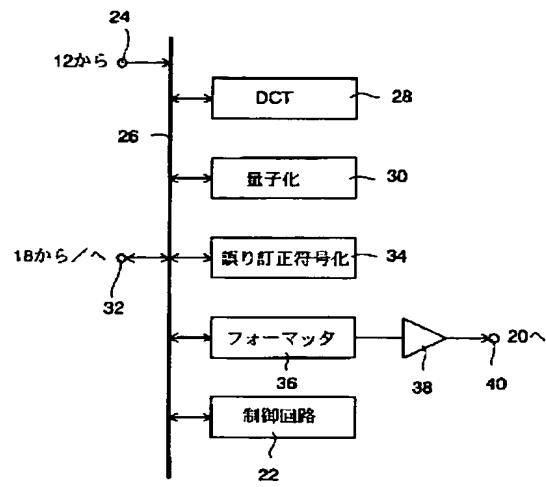 24
12から
26
DCT
28
量子化
30
18から/へ
32
誤り訂正符号化
34
フォーマッタ
36
38
20へ
40
制御回路
22